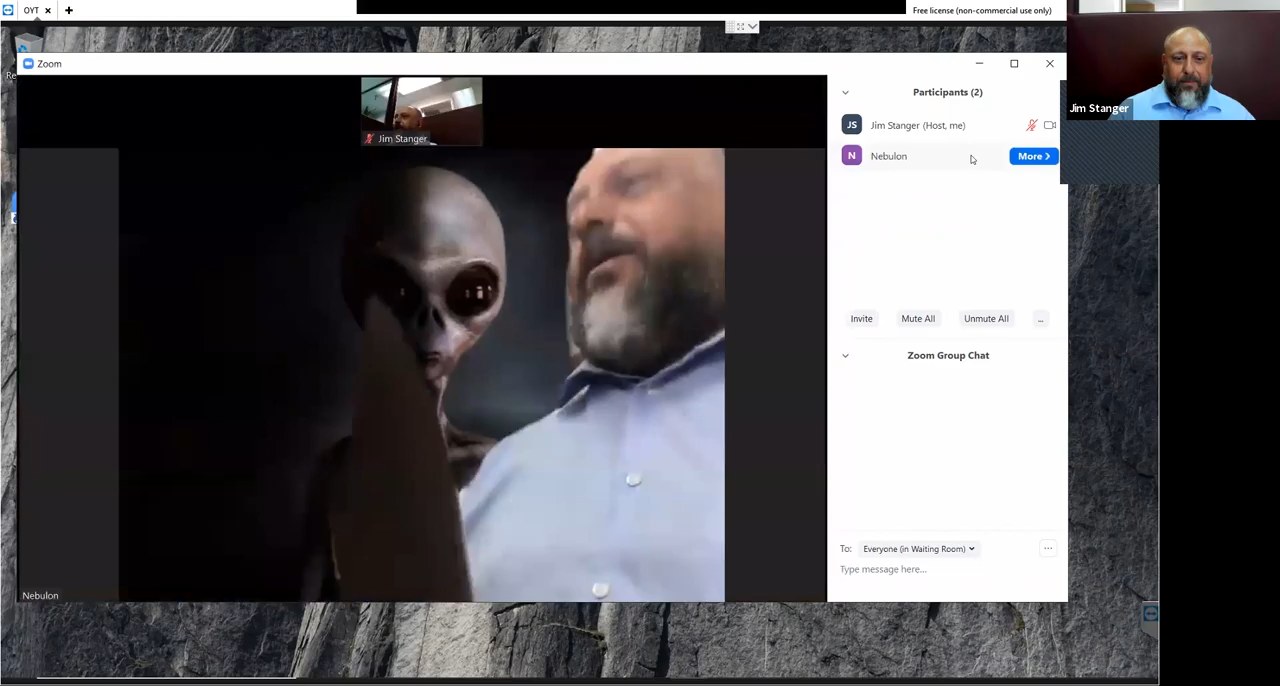 OYT
Free license (non-commercial use only)
Zoom
Jim Stanger
Jim Stanger
Participants (2)
JS Jim Stanger (Host, me)
N Nebulon More
Invite Mute All Unmute All ...
Zoom Group Chat
To: Everyone (in Waiting Room) ...
Type message here...
Nebulon
Re